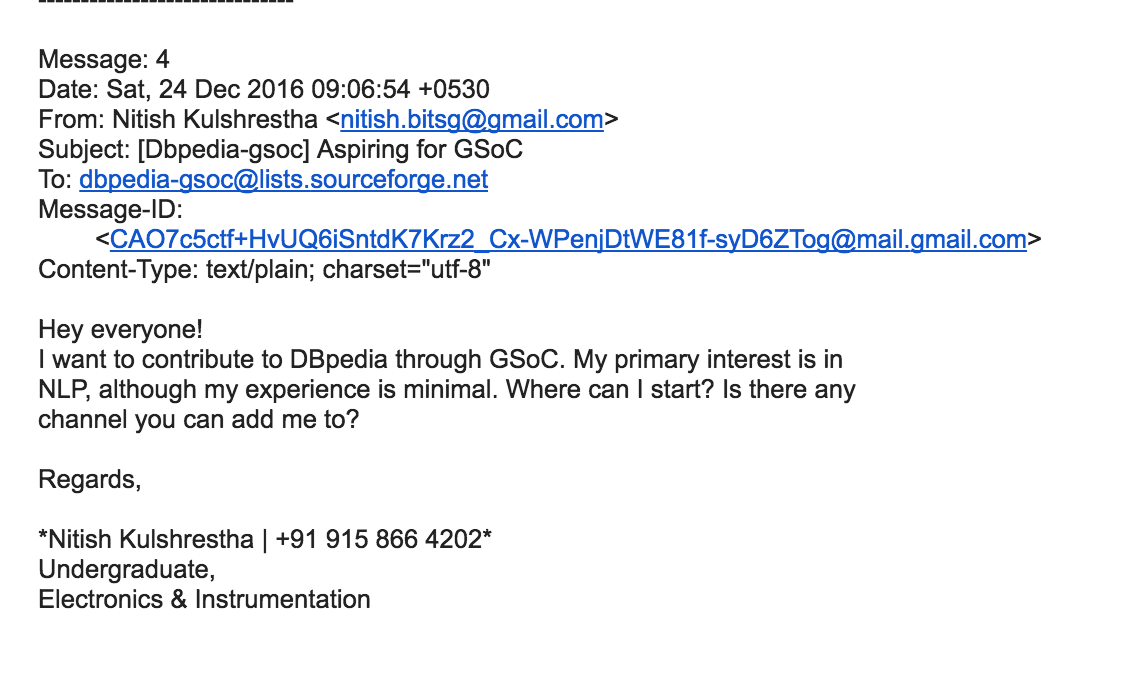 ------------------------------
Message: 4
Date: Sat, 24 Dec 2016 09:06:54 +0530
From: Nitish Kulshrestha <nitish.bitsg@gmail.com>
Subject: [Dbpedia-gsoc] Aspiring for GSoC
To: dbpedia-gsoc@lists.sourceforge.net
Message-ID:
<CAO7c5ctf+HvUQ6iSntdK7Krz2_Cx-WPenjDtWE81f-syD6ZTog@mail.gmail.com>
Content-Type: text/plain; charset="utf-8"
Hey everyone!
I want to contribute to DBpedia through GSoC. My primary interest is in
NLP, although my experience is minimal. Where can I start? Is there any
channel you can add me to?
Regards,
*Nitish Kulshrestha | +91 915 866 4202*
Undergraduate,
Electronics & Instrumentation